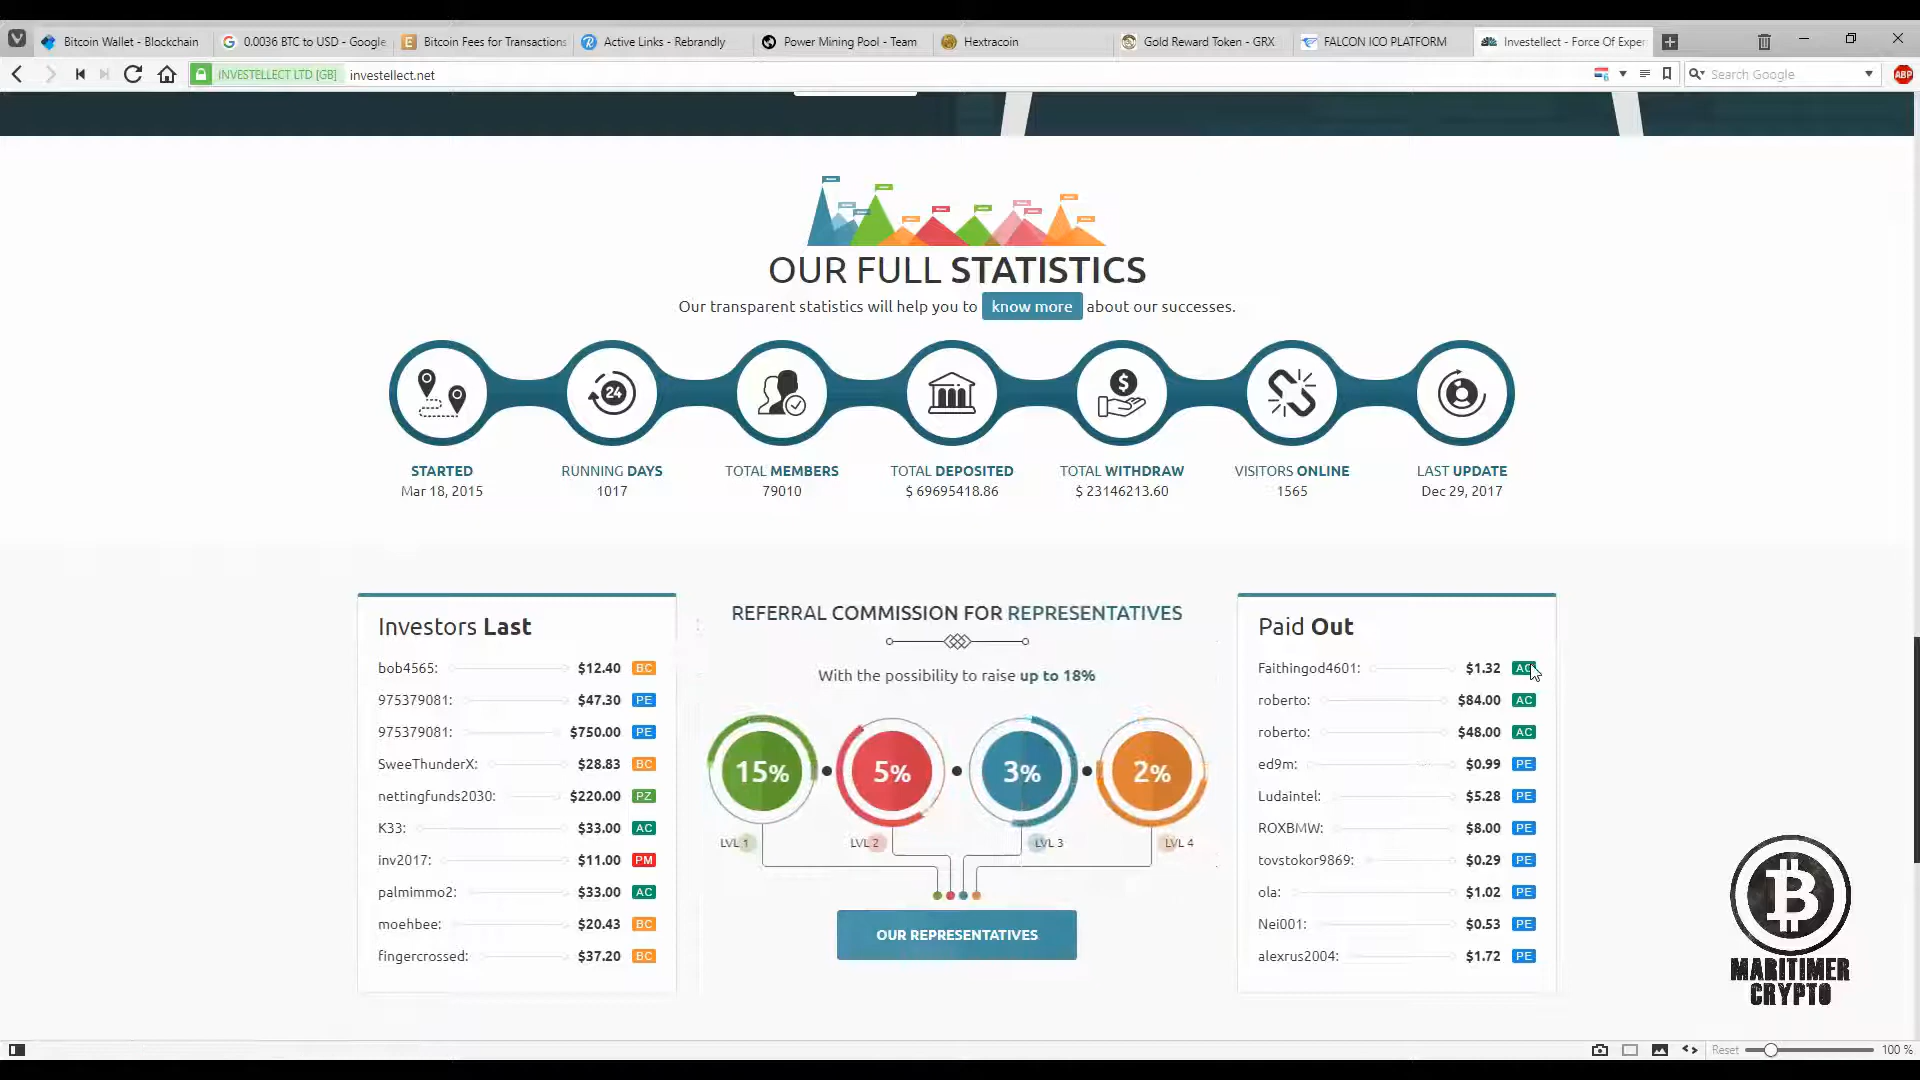 Bitcoin Wallet - Blockchain
0.0036 BTC to USD - Google
Bitcoin Fees for Transactions
Active Links - Rebrandly
Power Mining Pool - Team
Hextracoin
Gold Reward Token - GRX
FALCON ICO PLATFORM
Investellect - Force Of Exper
INVESTELLECT LTD [GB]
investellect.net
Search Google
ABP
OUR FULL STATISTICS
Our transparent statistics will help you to know more about our successes.
24
$
STARTED
Mar 18, 2015
RUNNING DAYS
1017
TOTAL MEMBERS
79010
TOTAL DEPOSITED
$ 69695418.86
TOTAL WITHDRAW
$ 23146213.60
VISITORS ONLINE
1565
LAST UPDATE
Dec 29, 2017
Investors Last
bob4565: $12.40 BC
975379081: $47.30 PE
975379081: $750.00 PE
SweeThunderX: $28.83 BC
nettingfunds2030: $220.00 PZ
K33: $33.00 AC
inv2017: $11.00 PM
palmimmo2: $33.00 AC
moehbee: $20.43 BC
fingercrossed: $37.20 BC
REFERRAL COMMISSION FOR REPRESENTATIVES
With the possibility to raise up to 18%
15% 5% 3% 2%
LVL 1 LVL 2 LVL 3 LVL 4
OUR REPRESENTATIVES
Paid Out
Faithingod4601: $1.32 AC
roberto: $84.00 AC
roberto: $48.00 AC
ed9m: $0.99 PE
Ludaintel: $5.28 PE
ROXBMW: $8.00 PE
tovstokor9869: $0.29 PE
ola: $1.02 PE
Nei001: $0.53 PE
alexrus2004: $1.72 PE
MARITIMER
CRYPTO
Reset
100 %